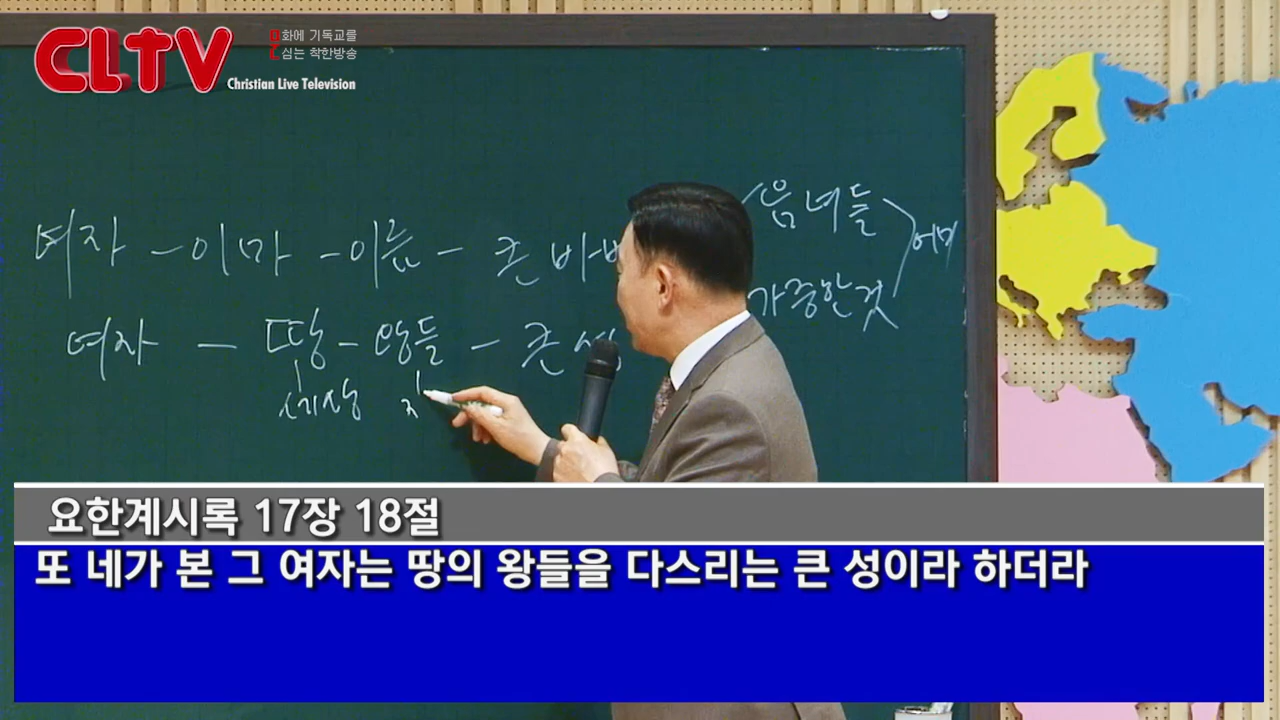 CLTV
문화에 기독교를
심는 착한방송
Christian Live Television
여자 - 이마 - 이름 - 큰 바
음녀들
가증한것
어미
여자 - 땅 - 왕들 - 큰 성
세상
요한계시록 17장 18절
또 네가 본 그 여자는 땅의 왕들을 다스리는 큰 성이라 하더라